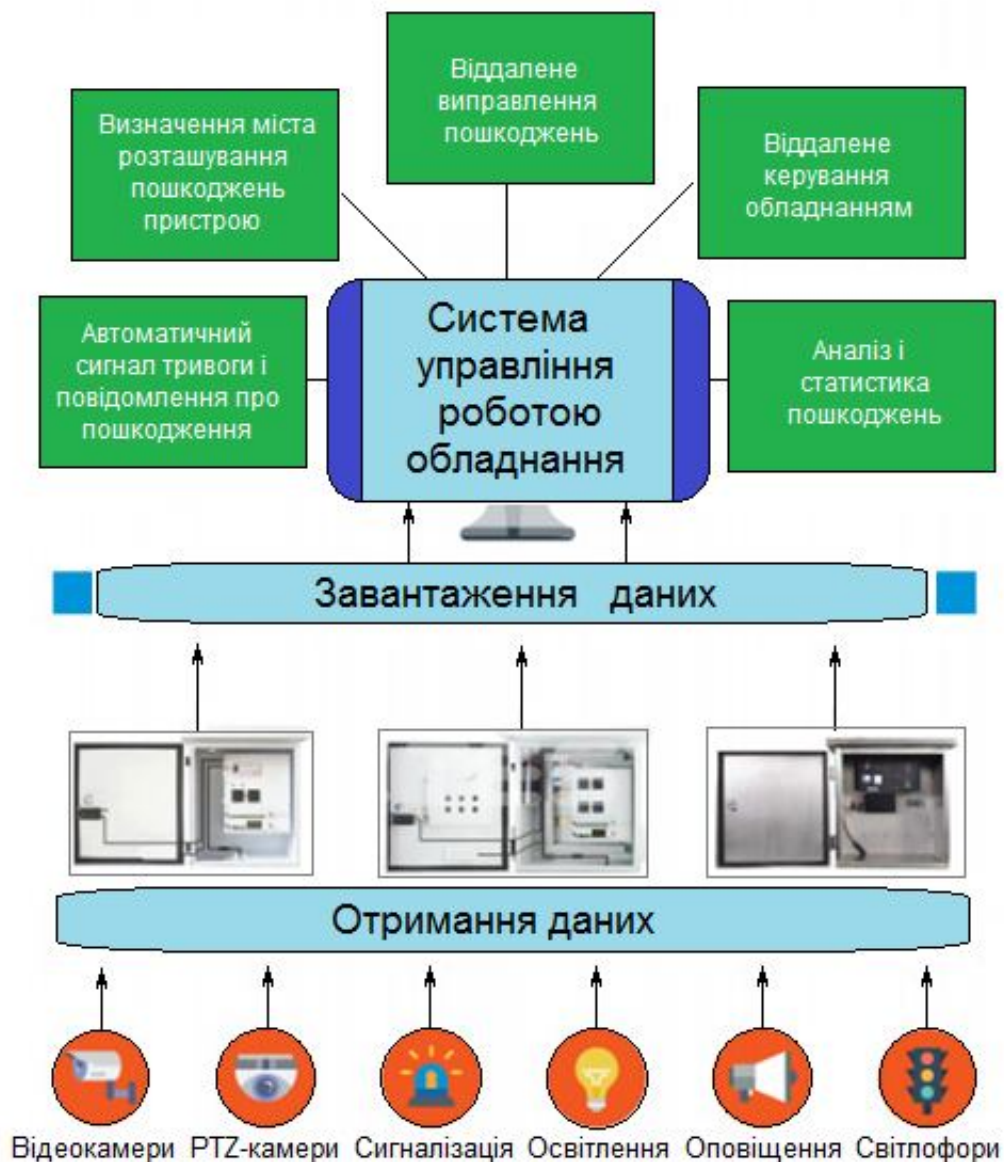 Віддалене
виправлення
пошкоджень
Визначення міста
розташування
пошкоджень
пристрою
Віддалене
керування
обладнанням
Автоматичний
сигнал тривоги і
повідомлення про
пошкодження
Система
управління
роботою
обладнання
Аналіз і
статистика
пошкоджень
Завантаження даних
Отримання даних
Відеокамери PTZ-камери Сигналізація Освітлення Оповіщення Світлофори